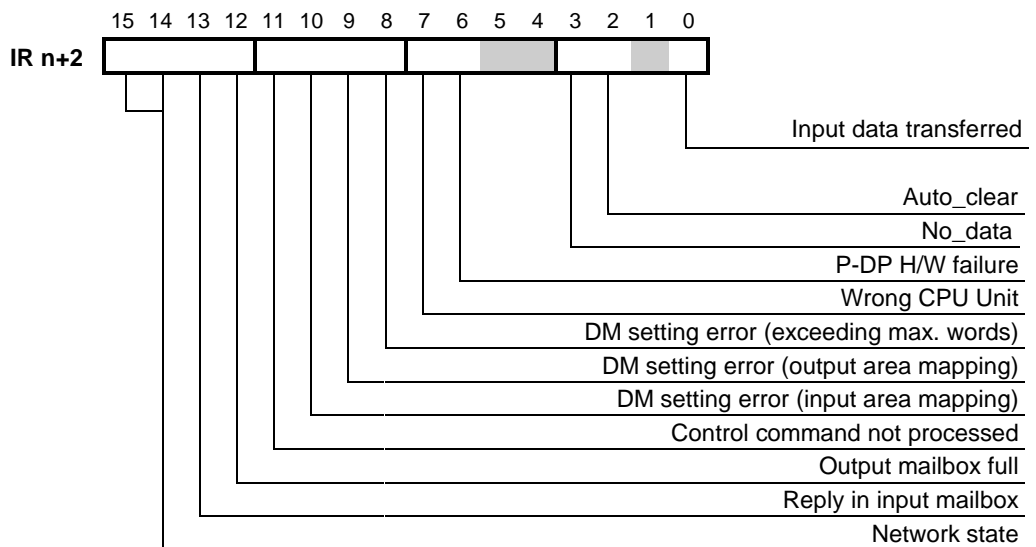 15 14 13 12 11 10 9 8 7 6 5 4 3 2 1 0
IR n+2
Input data transferred
Auto_clear
No_data
P-DP H/W failure
Wrong CPU Unit
DM setting error (exceeding max. words)
DM setting error (output area mapping)
DM setting error (input area mapping)
Control command not processed
Output mailbox full
Reply in input mailbox
Network state